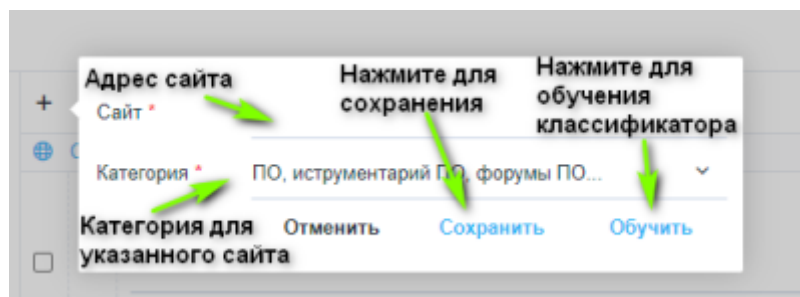 Адрес сайта
Нажмите для
сохранения
Нажмите для
обучения
классификатора
Сайт *
Категория *
ПО, иструментарий ПО, форумы ПО...
Категория для
указанного сайта
Отменить
Сохранить
Обучить